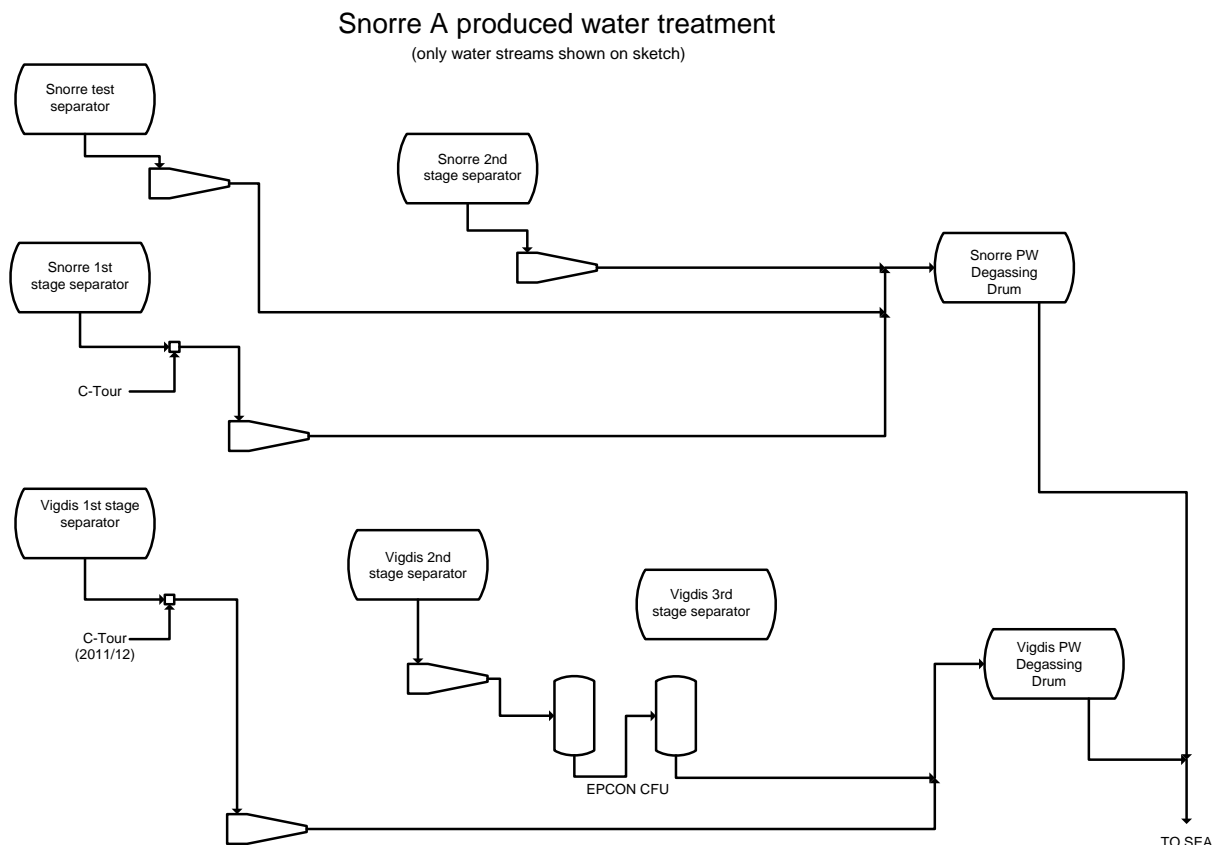 Snorre A produced water treatment
(only water streams shown on sketch)
Snorre test
separator
Snorre 2nd
stage separator
Snorre 1st
stage separator
Snorre PW
Degassing
Drum
C-Tour
Vigdis 1st stage
separator
Vigdis 2nd
stage separator
Vigdis 3rd
stage separator
C-Tour
(2011/12)
Vigdis PW
Degassing
Drum
EPCON CFU
TO SEA